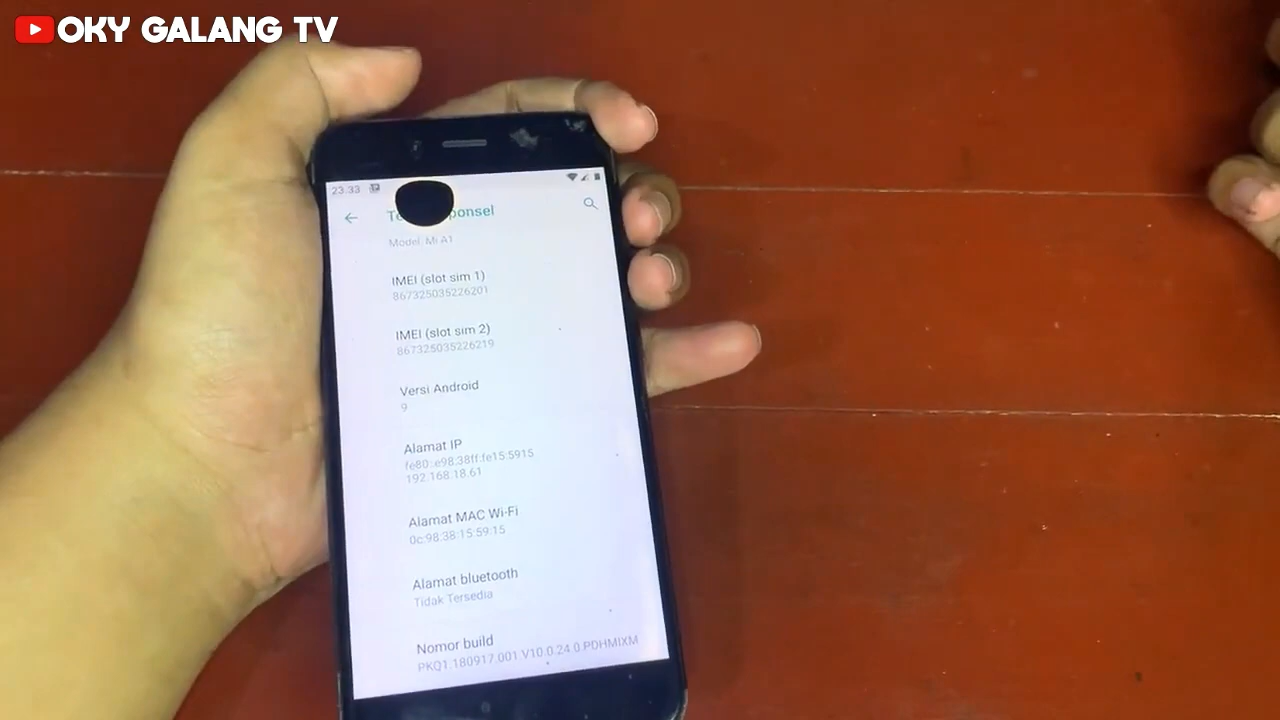 OKY GALANG TV
23.33
ponsel
Model: Mi A1
IMEI (slot sim 1)
867325035226201
IMEI (slot sim 2)
867325035226219
Versi Android
9
Alamat IP
fe80::e98:38ff:fe15:5915
192.168.18.61
Alamat MAC Wi-Fi
0c:98:38:15:59:15
Alamat bluetooth
Tidak Tersedia
Nomor build
PKQ1.180917.001.V10.0.24.0.PDHMIXM